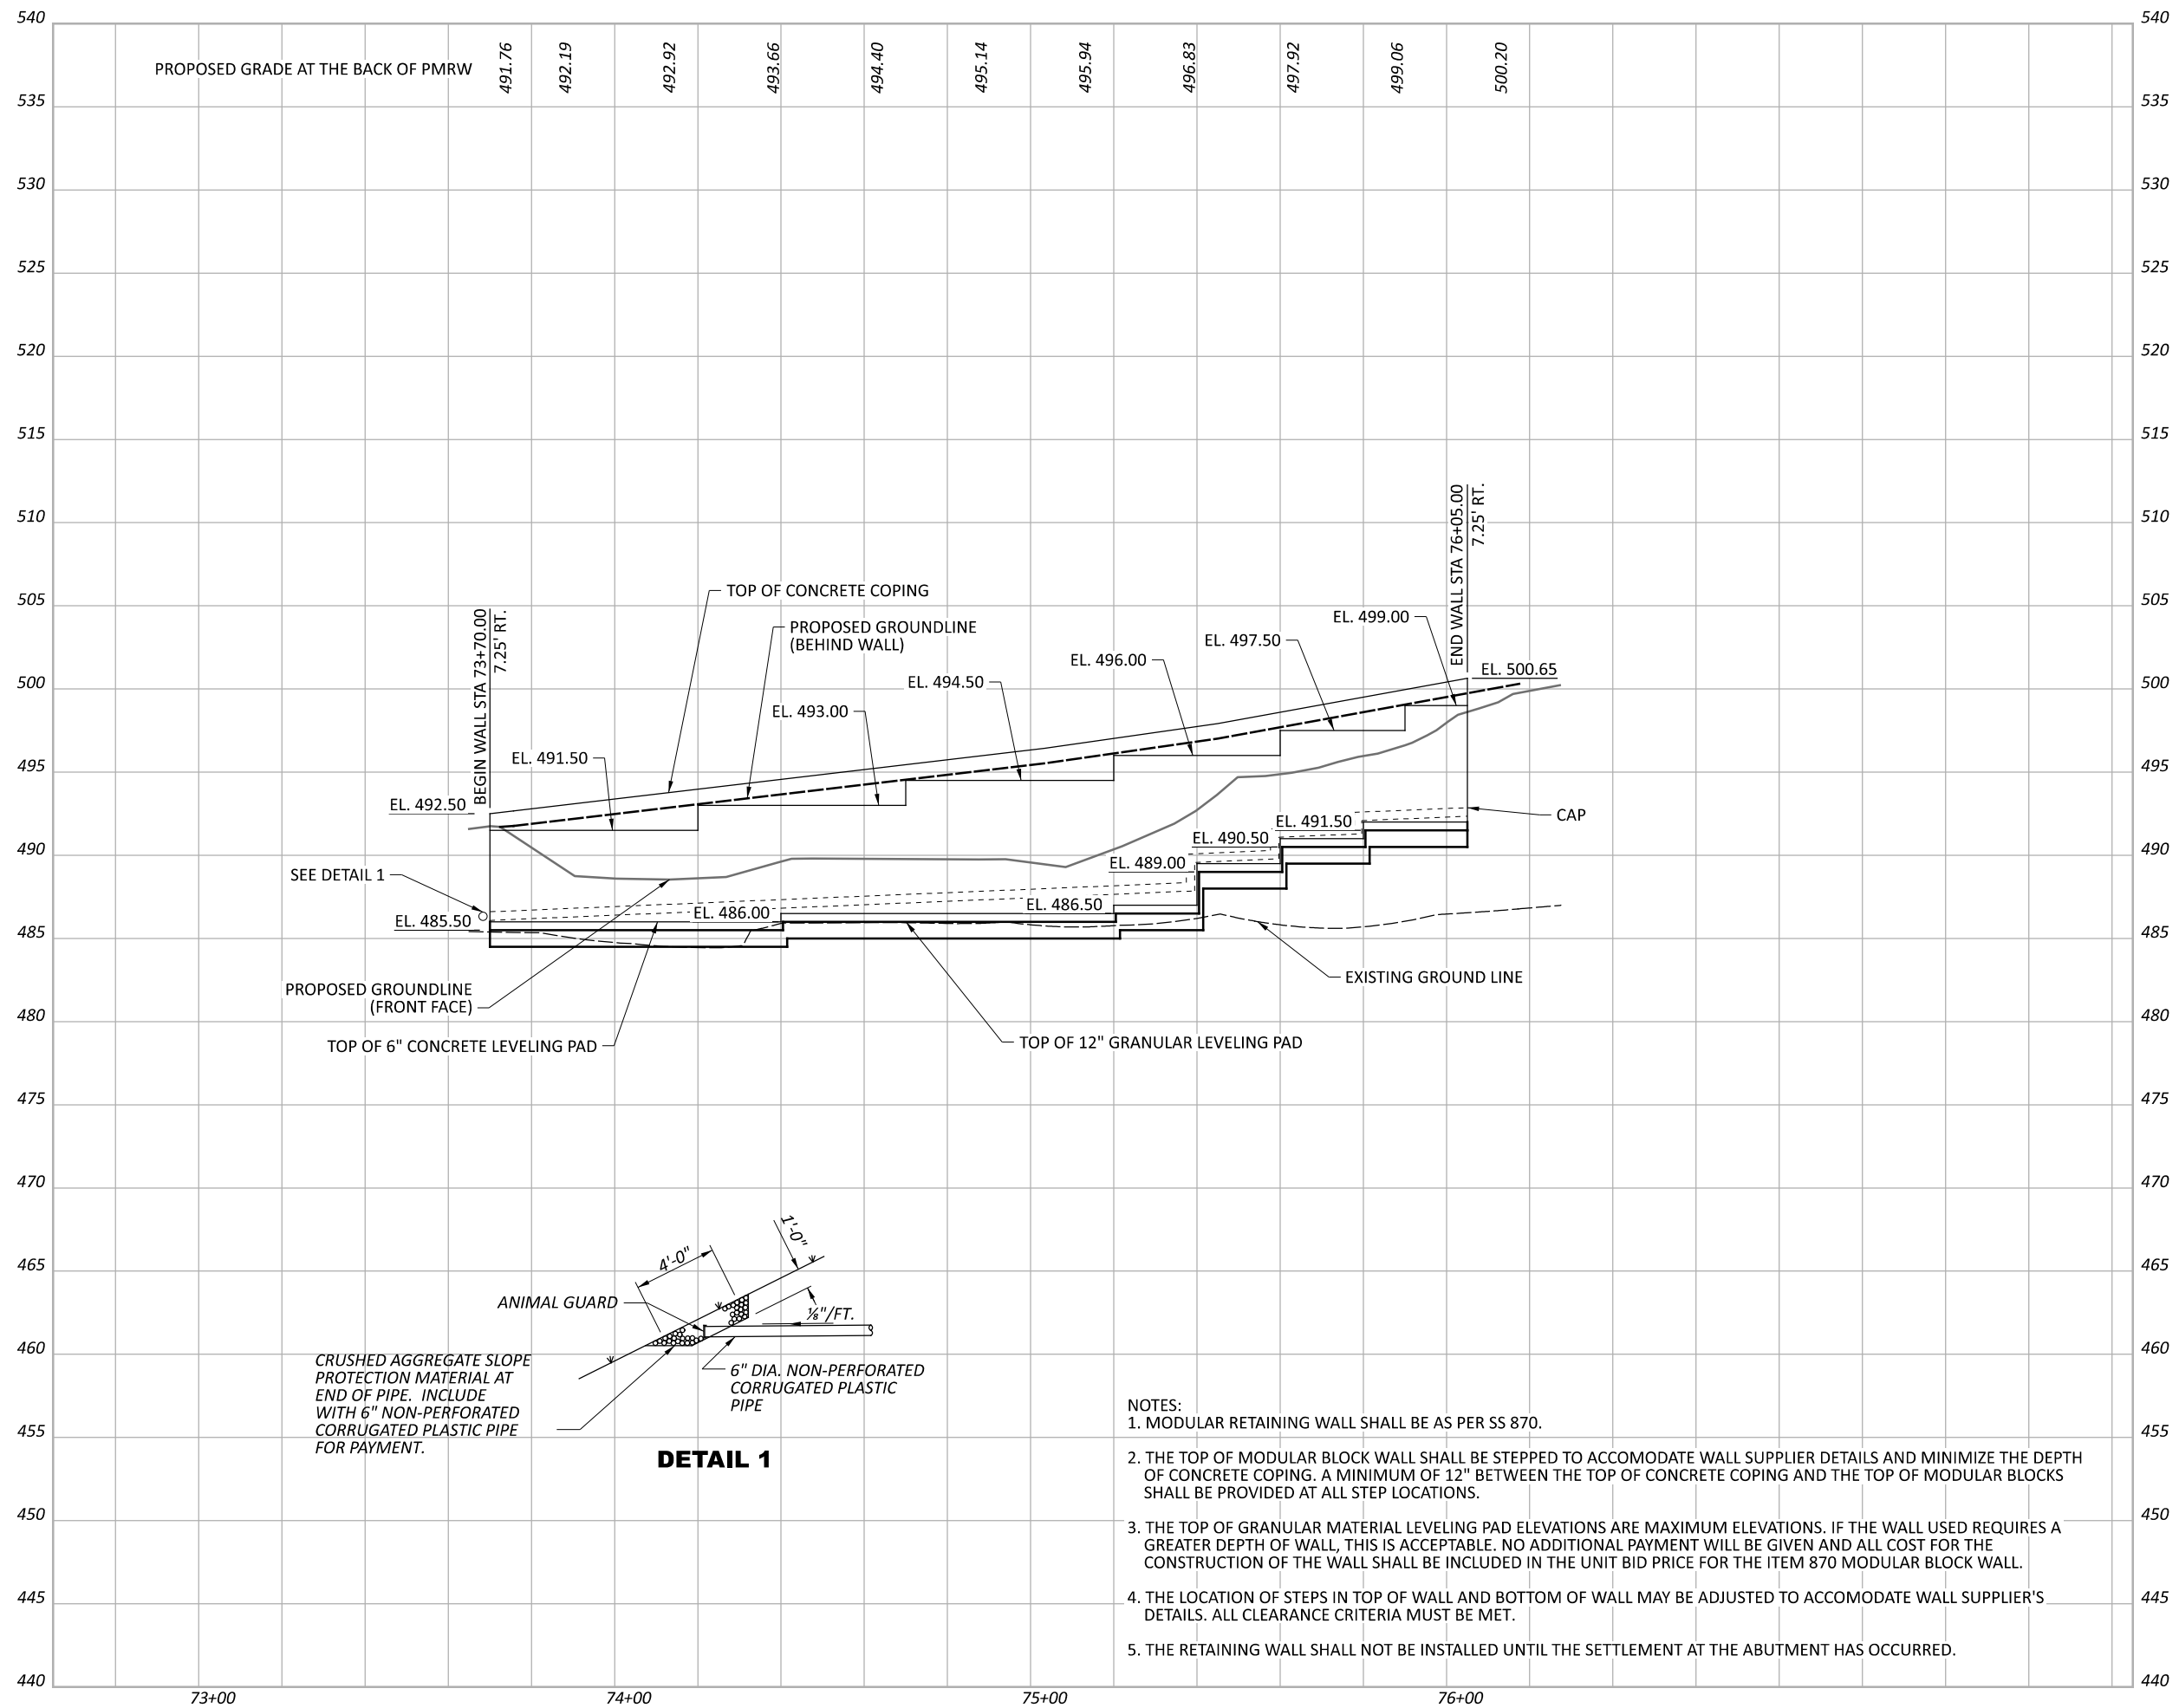 540
540
PROPOSED GRADE AT THE BACK OF PMRW
491.76
492.19
492.92
493.66
494.40
495.14
495.94
496.83
497.92
499.06
500.20
535
535
530
530
525
525
520
520
515
515
510
510
505
505
500
500
495
495
490
490
485
485
480
480
475
475
470
470
465
465
460
460
455
455
450
450
445
445
440
440
BEGIN WALL STA 73+70.00
7.25' RT.
END WALL STA 76+05.00
7.25' RT.
TOP OF CONCRETE COPING
PROPOSED GROUNDLINE
(BEHIND WALL)
EL. 499.00
EL. 497.50
EL. 496.00
EL. 500.65
EL. 494.50
EL. 493.00
EL. 491.50
EL. 492.50
CAP
EL. 491.50
EL. 490.50
EL. 489.00
SEE DETAIL 1
EL. 486.50
EL. 486.00
EL. 485.50
EXISTING GROUND LINE
PROPOSED GROUNDLINE
(FRONT FACE)
TOP OF 6" CONCRETE LEVELING PAD
TOP OF 12" GRANULAR LEVELING PAD
1'-0"
4'-0"
ANIMAL GUARD
⅛"/FT.
CRUSHED AGGREGATE SLOPE
PROTECTION MATERIAL AT
END OF PIPE. INCLUDE
WITH 6" NON-PERFORATED
CORRUGATED PLASTIC PIPE
FOR PAYMENT.
6" DIA. NON-PERFORATED
CORRUGATED PLASTIC
PIPE
DETAIL 1
NOTES:
1. MODULAR RETAINING WALL SHALL BE AS PER SS 870.
2. THE TOP OF MODULAR BLOCK WALL SHALL BE STEPPED TO ACCOMODATE WALL SUPPLIER DETAILS AND MINIMIZE THE DEPTH
OF CONCRETE COPING. A MINIMUM OF 12" BETWEEN THE TOP OF CONCRETE COPING AND THE TOP OF MODULAR BLOCKS
SHALL BE PROVIDED AT ALL STEP LOCATIONS.
3. THE TOP OF GRANULAR MATERIAL LEVELING PAD ELEVATIONS ARE MAXIMUM ELEVATIONS. IF THE WALL USED REQUIRES A
GREATER DEPTH OF WALL, THIS IS ACCEPTABLE. NO ADDITIONAL PAYMENT WILL BE GIVEN AND ALL COST FOR THE
CONSTRUCTION OF THE WALL SHALL BE INCLUDED IN THE UNIT BID PRICE FOR THE ITEM 870 MODULAR BLOCK WALL.
4. THE LOCATION OF STEPS IN TOP OF WALL AND BOTTOM OF WALL MAY BE ADJUSTED TO ACCOMODATE WALL SUPPLIER'S
DETAILS. ALL CLEARANCE CRITERIA MUST BE MET.
5. THE RETAINING WALL SHALL NOT BE INSTALLED UNTIL THE SETTLEMENT AT THE ABUTMENT HAS OCCURRED.
73+00
74+00
75+00
76+00